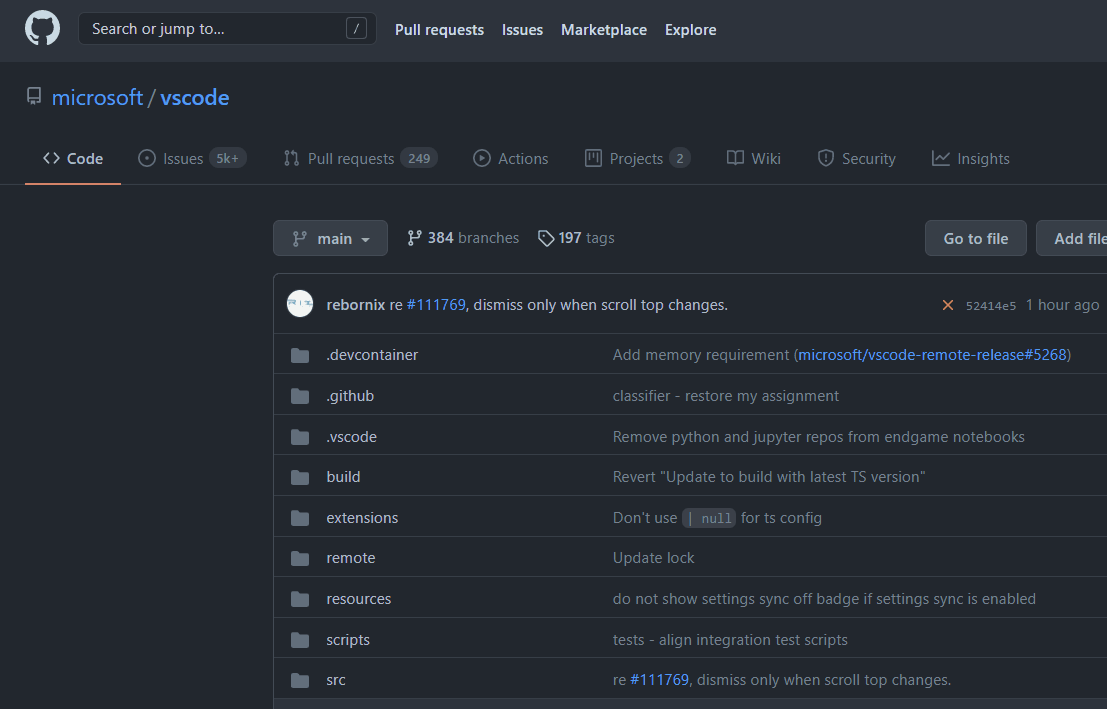 Search or jump to... / Pull requests Issues Marketplace Explore
microsoft / vscode
Code Issues 5k+ Pull requests 249 Actions Projects 2 Wiki Security Insights
main 384 branches 197 tags Go to file Add file
rebornix re #111769, dismiss only when scroll top changes. 52414e5 1 hour ago
.devcontainer Add memory requirement (microsoft/vscode-remote-release#5268)
.github classifier - restore my assignment
.vscode Remove python and jupyter repos from endgame notebooks
build Revert "Update to build with latest TS version"
extensions Don't use | null for ts config
remote Update lock
resources do not show settings sync off badge if settings sync is enabled
scripts tests - align integration test scripts
src re #111769, dismiss only when scroll top changes.